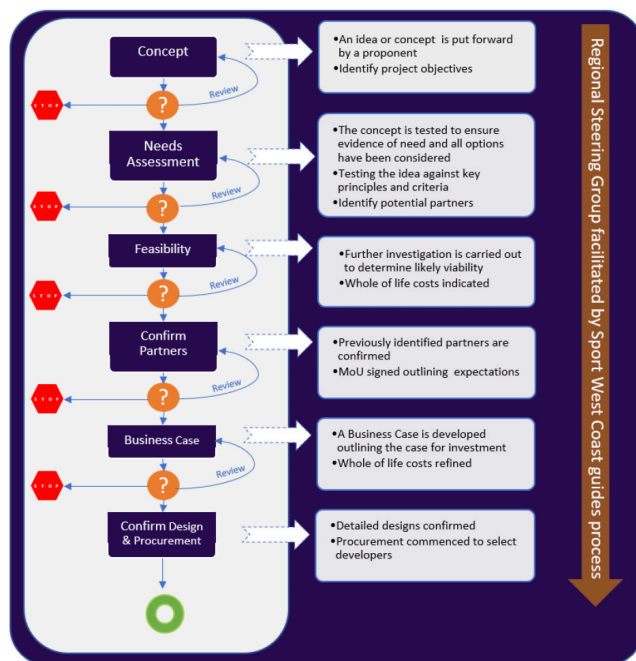 Concept
An idea or concept is put forward
by a proponent
Identify project objectives
Review
STOP
?
Needs
Assessment
The concept is tested to ensure
evidence of need and all options
have been considered
Testing the idea against key
principles and criteria
Identify potential partners
Review
STOP
?
Feasibility
Further investigation is carried out
to determine likely viability
Whole of life costs indicated
Review
STOP
?
Confirm
Partners
Previously identified partners are
confirmed
MoU signed outlining expectations
Review
STOP
?
Business Case
A Business Case is developed
outlining the case for investment
Whole of life costs refined
Review
STOP
?
Confirm Design
& Procurement
Detailed designs confirmed
Procurement commenced to select
developers
Regional Steering Group facilitated by Sport West Coast guides process